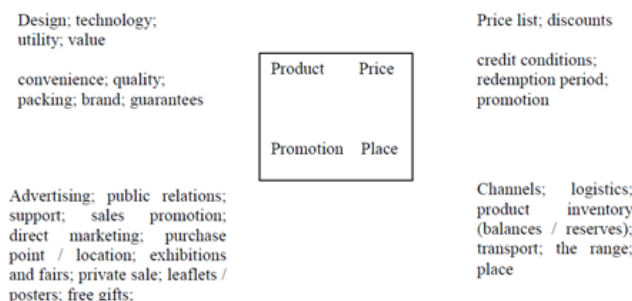 Design; technology;
utility; value
convenience; quality;
packing; brand; guarantees
Price list; discounts
credit conditions;
redemption period;
promotion
Product Price
Promotion Place
Advertising; public relations;
support; sales promotion;
direct marketing; purchase
point / location; exhibitions
and fairs; private sale; leaflets /
posters; free gifts;
Channels; logistics;
product inventory
(balances / reserves);
transport; the range;
place